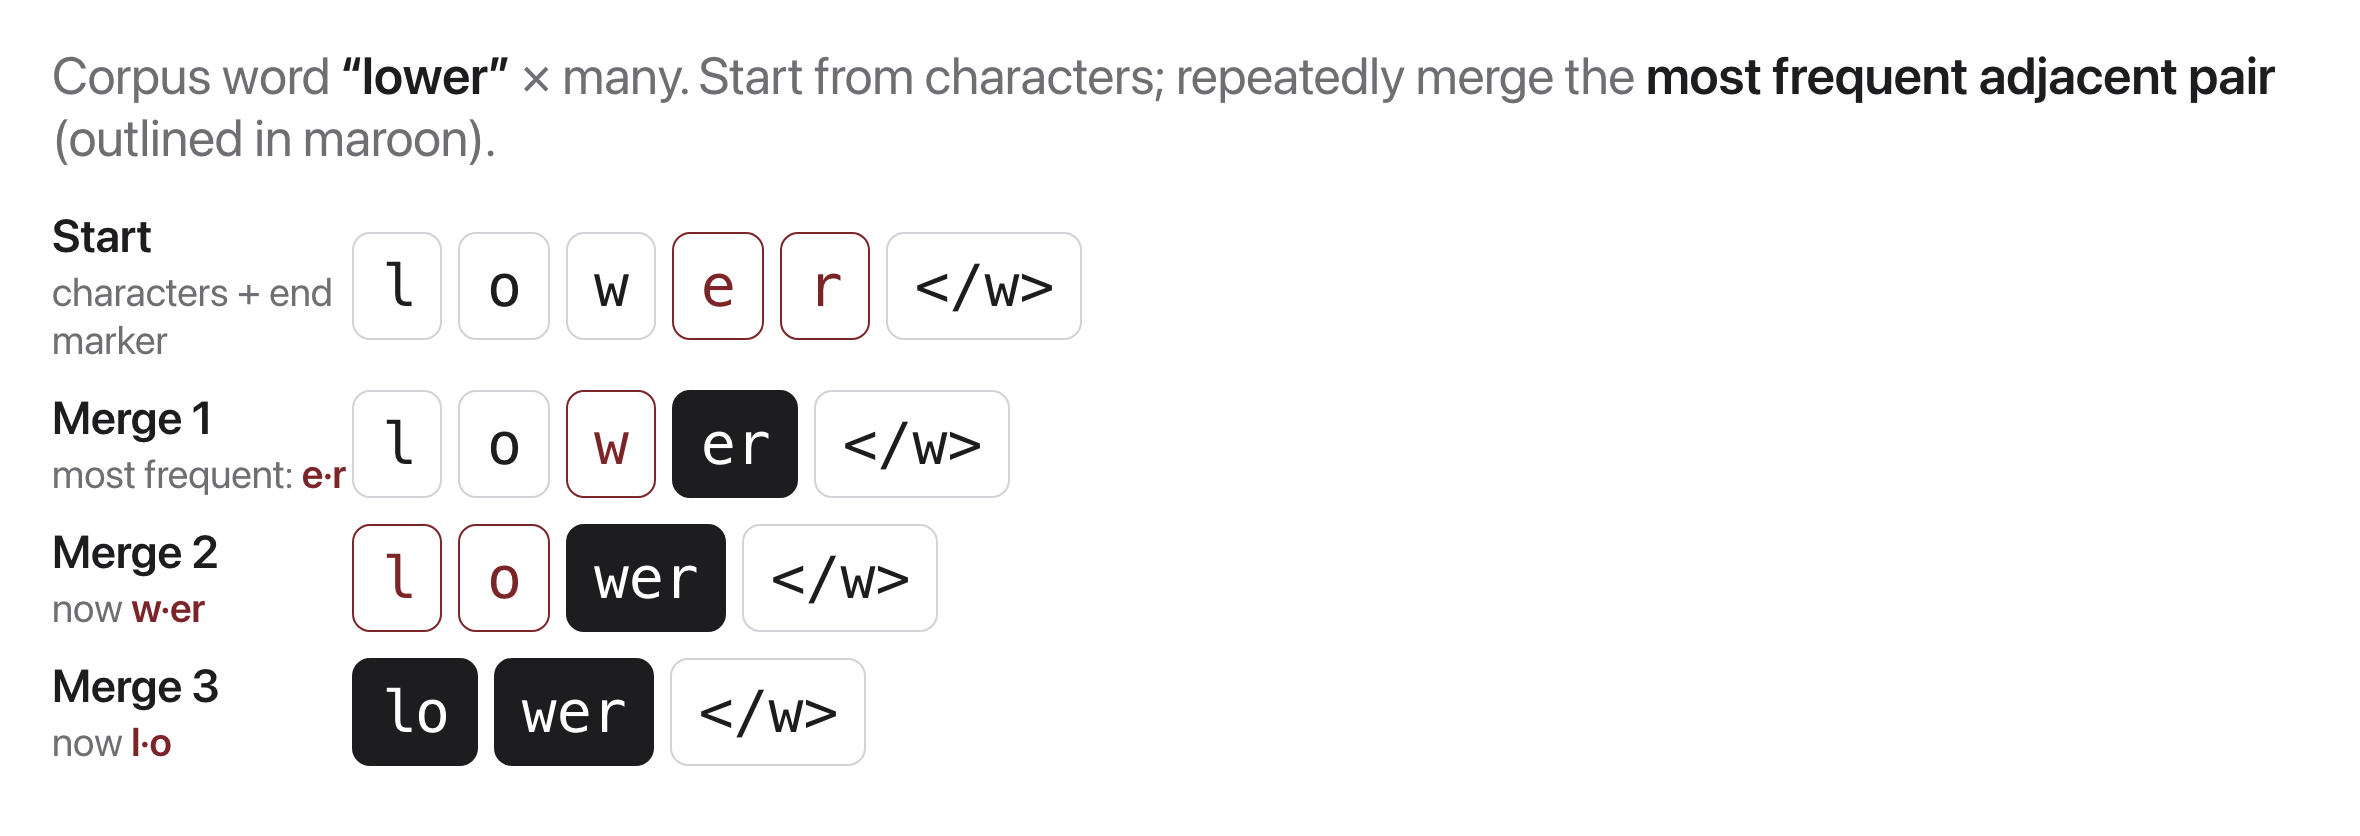 Corpus word “lower” × many. Start from characters; repeatedly merge the most frequent adjacent pair
(outlined in maroon).
Start
characters + end
marker
l o w e r </w>
Merge 1
most frequent: e·r
l o w er </w>
Merge 2
now w·er
l o wer </w>
Merge 3
now l·o
lo wer </w>